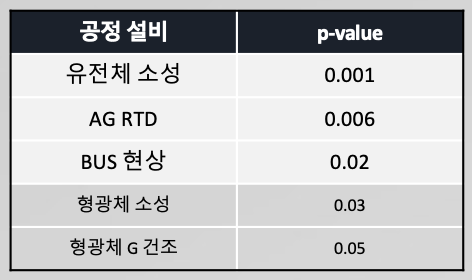 공정 설비 p-value
유전체 소성 0.001
AG RTD 0.006
BUS 현상 0.02
형광체 소성 0.03
형광체 G 건조 0.05